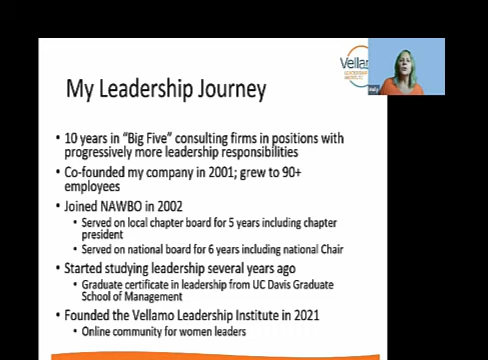 Vellam
LEADERSHIP
INSTITUTE
My Leadership Journey
• 10 years in “Big Five” consulting firms in positions with
progressively more leadership responsibilities
• Co-founded my company in 2001; grew to 90+
employees
• Joined NAWBO in 2002
• Served on local chapter board for 5 years including chapter
president
• Served on national board for 6 years including national Chair
• Started studying leadership several years ago
• Graduate certificate in leadership from UC Davis Graduate
School of Management
• Founded the Vellamo Leadership Institute in 2021
• Online community for women leaders